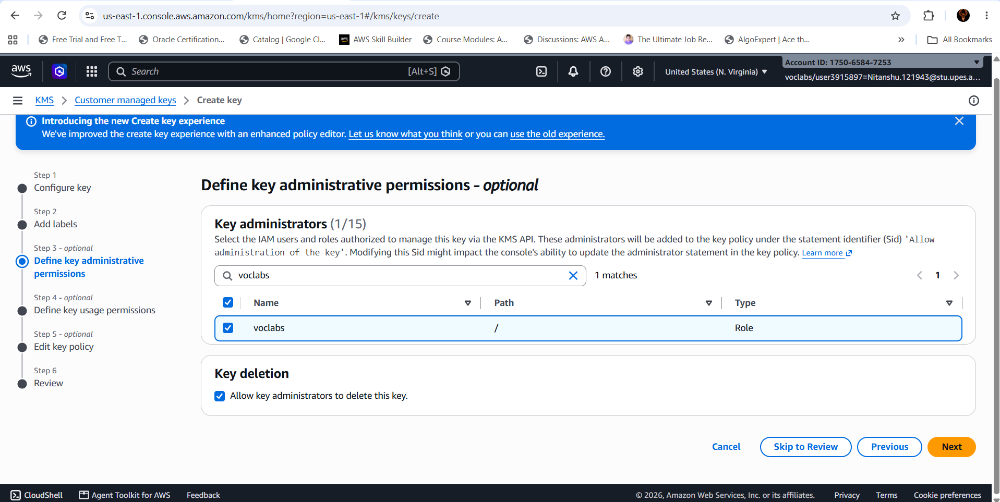 us-east-1.console.aws.amazon.com/kms/home?region=us-east-1#/kms/keys/create
Free Trial and Free T...
Oracle Certification...
Catalog | Google Cl...
aws
AWS Skill Builder
Course Modules: A...
Discussions: AWS A...
The Ultimate Job Re...
AlgoExpert | Ace th...
»
All Bookmarks
aws
Search
[Alt+S]
United States (N. Virginia)
Account ID: 1750-6584-7253
voclabs/user3915897=Nitanshu.121943@stu.upes.a...
KMS
Customer managed keys
Create key
Introducing the new Create key experience
We've improved the create key experience with an enhanced policy editor. Let us know what you think or you can use the old experience.
Step 1
Configure key
Step 2
Add labels
Step 3 - optional
Define key administrative
permissions
Step 4 - optional
Define key usage permissions
Step 5 - optional
Edit key policy
Step 6
Review
Define key administrative permissions - optional
Key administrators (1/15)
Select the IAM users and roles authorized to manage this key via the KMS API. These administrators will be added to the key policy under the statement identifier (Sid) 'Allow
administration of the key'. Modifying this Sid might impact the console's ability to update the administrator statement in the key policy. Learn more
voclabs
1 matches
1
Name
Path
Type
voclabs
/
Role
Key deletion
Allow key administrators to delete this key.
Cancel
Skip to Review
Previous
Next
CloudShell
Agent Toolkit for AWS
Feedback
© 2026, Amazon Web Services, Inc. or its affiliates.
Privacy
Terms
Cookie preferences